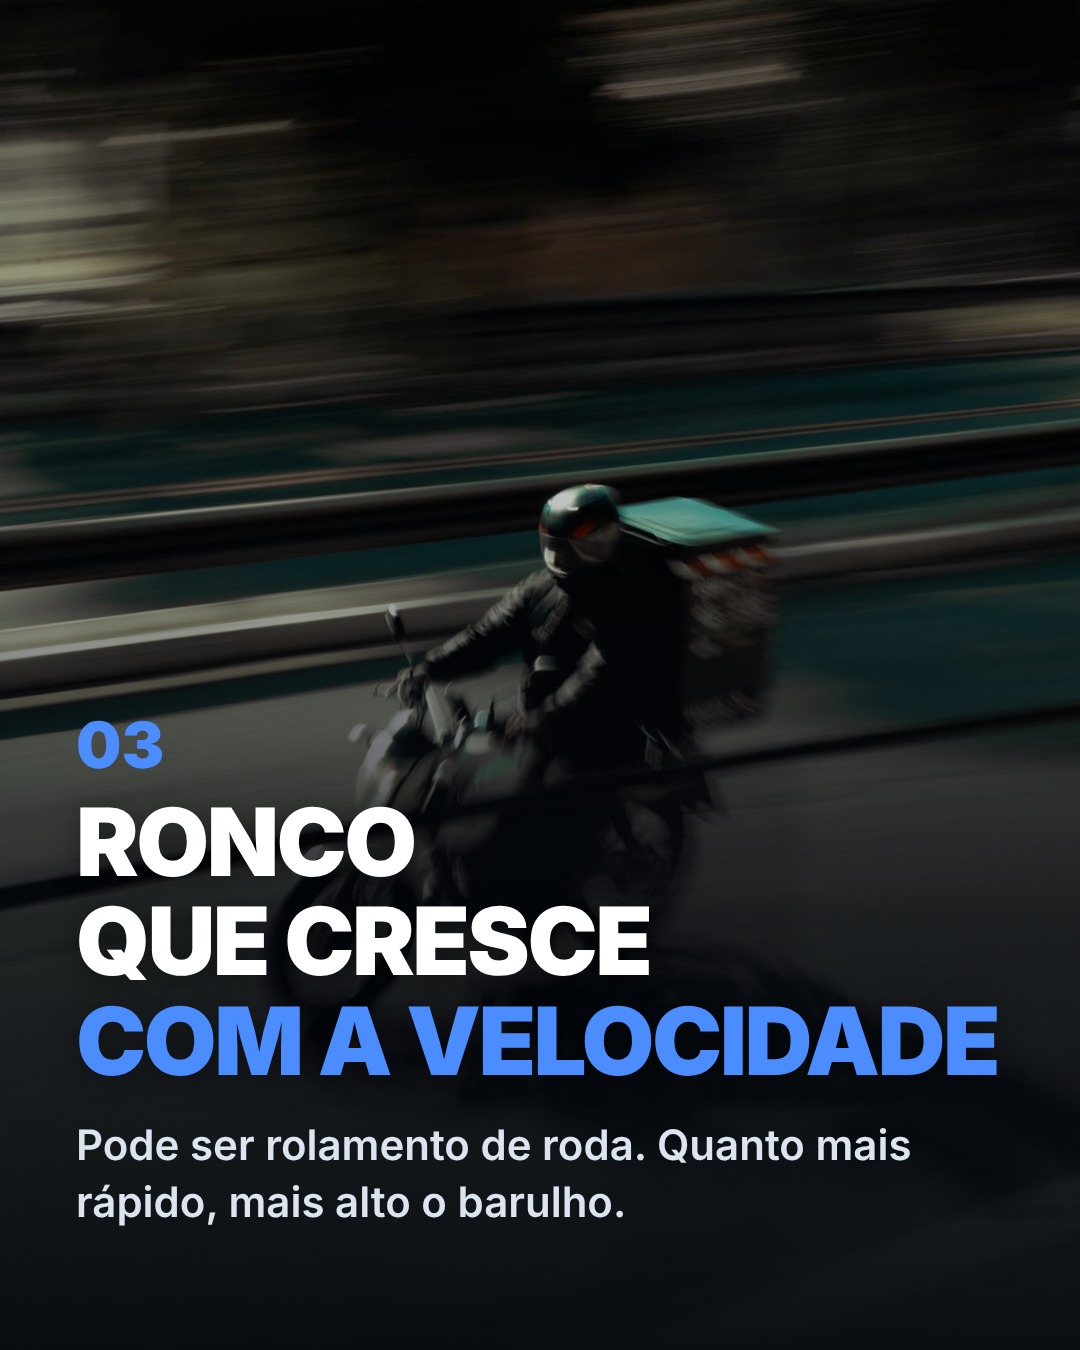 03
RONCO
QUE CRESCE
COM A VELOCIDADE
Pode ser rolamento de roda. Quanto mais
rápido, mais alto o barulho.